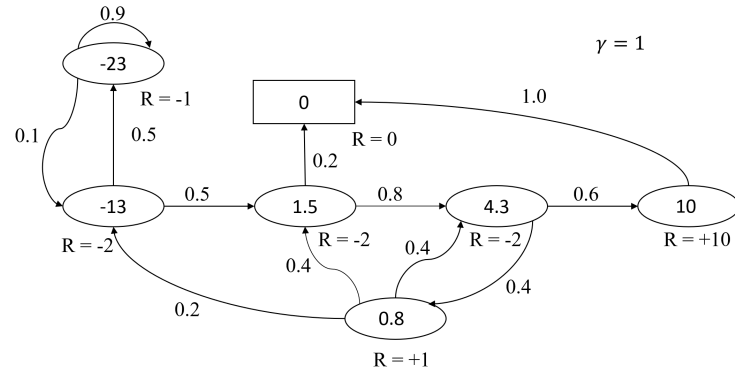 0.9
γ = 1
-23
R = -1
0
1.0
0.1
0.5
R = 0
0.2
0.5
0.8
0.6
-13
1.5
4.3
10
R = -2
R = -2
R = -2
R = +10
0.4
0.4
0.4
0.2
0.8
R = +1